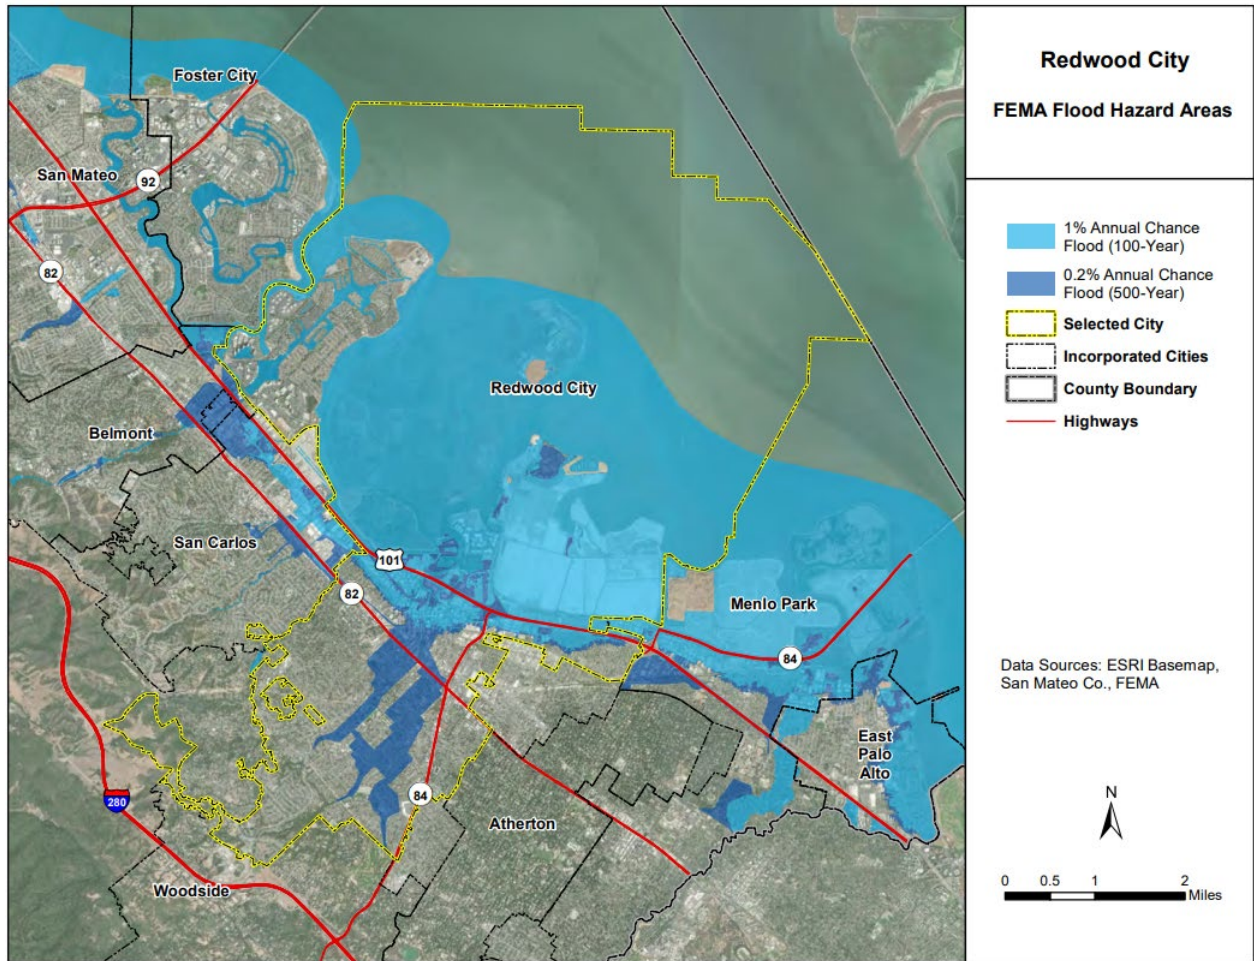 Redwood City
FEMA Flood Hazard Areas
1% Annual Chance
Flood (100-Year)
0.2% Annual Chance
Flood (500-Year)
Selected City
Incorporated Cities
County Boundary
Highways
Data Sources: ESRI Basemap,
San Mateo Co., FEMA
N
0 0.5 1 2
Miles
Foster City
San Mateo
92
82
Redwood City
Belmont
San Carlos
101
82
Menlo Park
84
East
Palo
Alto
280
84
Atherton
Woodside